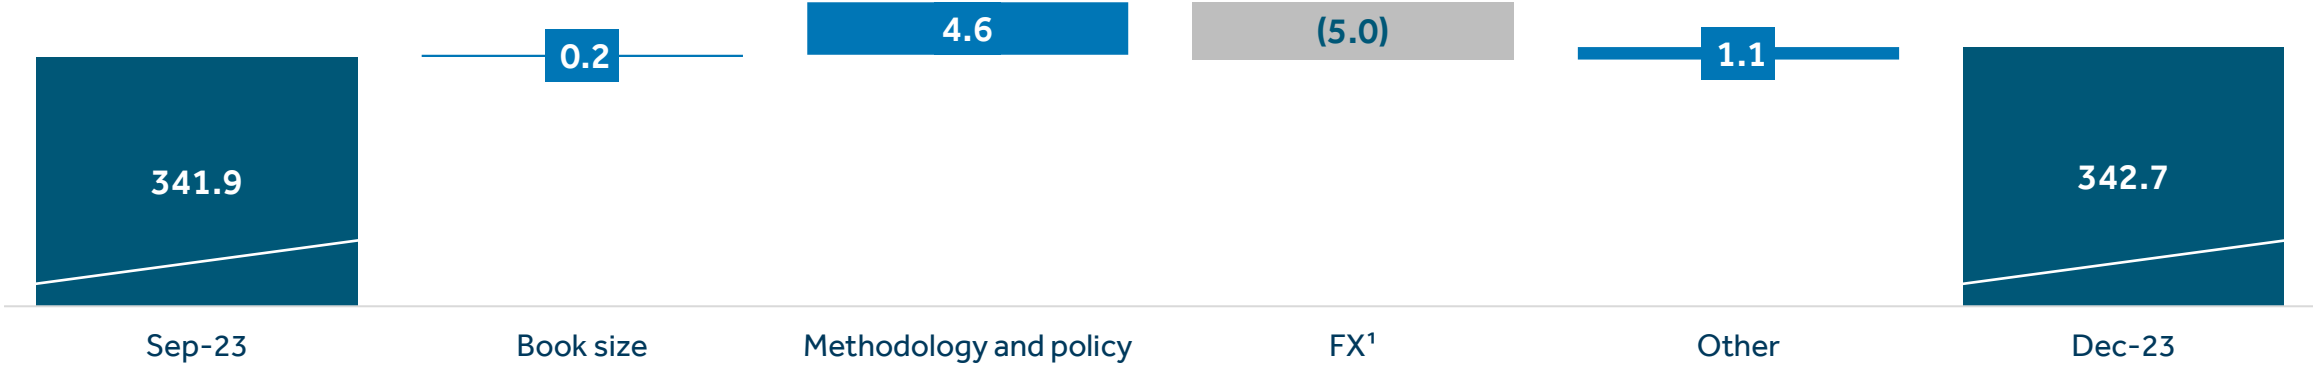 4.6
(5.0)
0.2
1.1
341.9
342.7
Sep-23
Book size
Methodology and policy
FX¹
Other
Dec-23